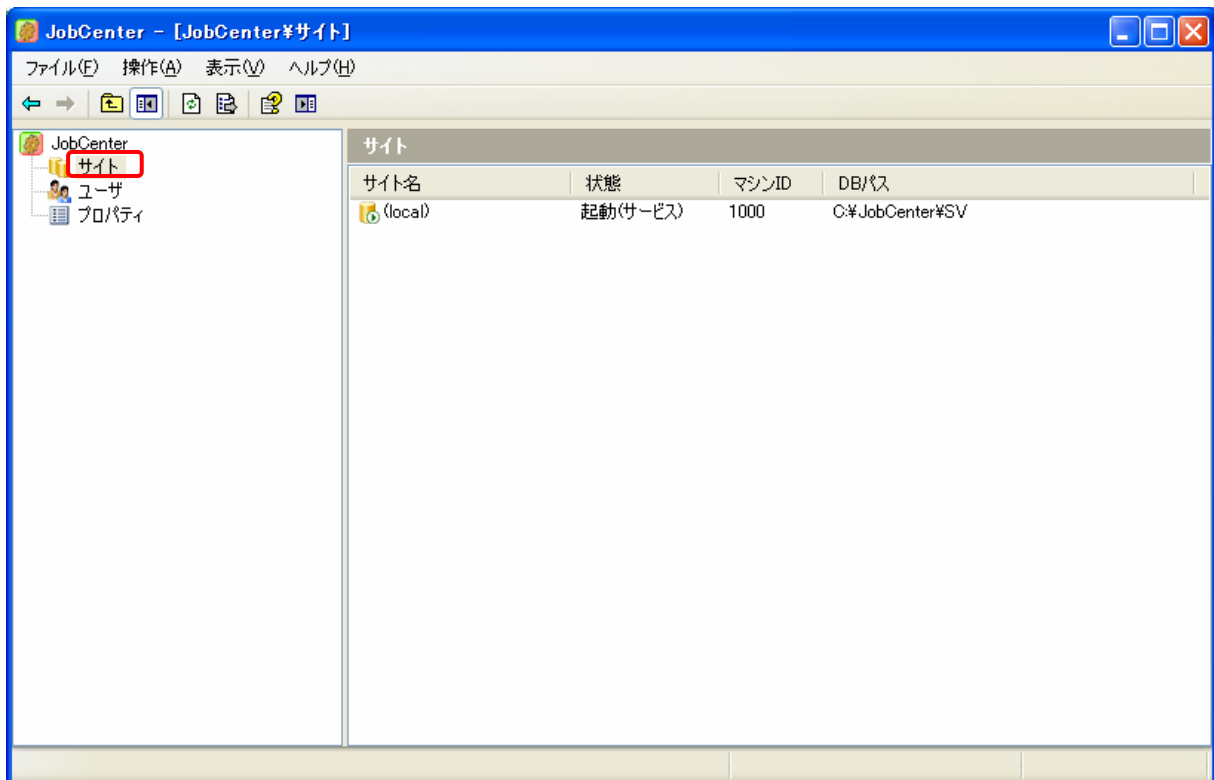 JobCenter - [JobCenter¥サイト]
ファイル(F) 操作(A) 表示(V) ヘルプ(H)
JobCenter
サイト
ユーザ
プロパティ
サイト
サイト名 状態 マシンID DBパス
(local) 起動(サービス) 1000 C:¥JobCenter¥SV